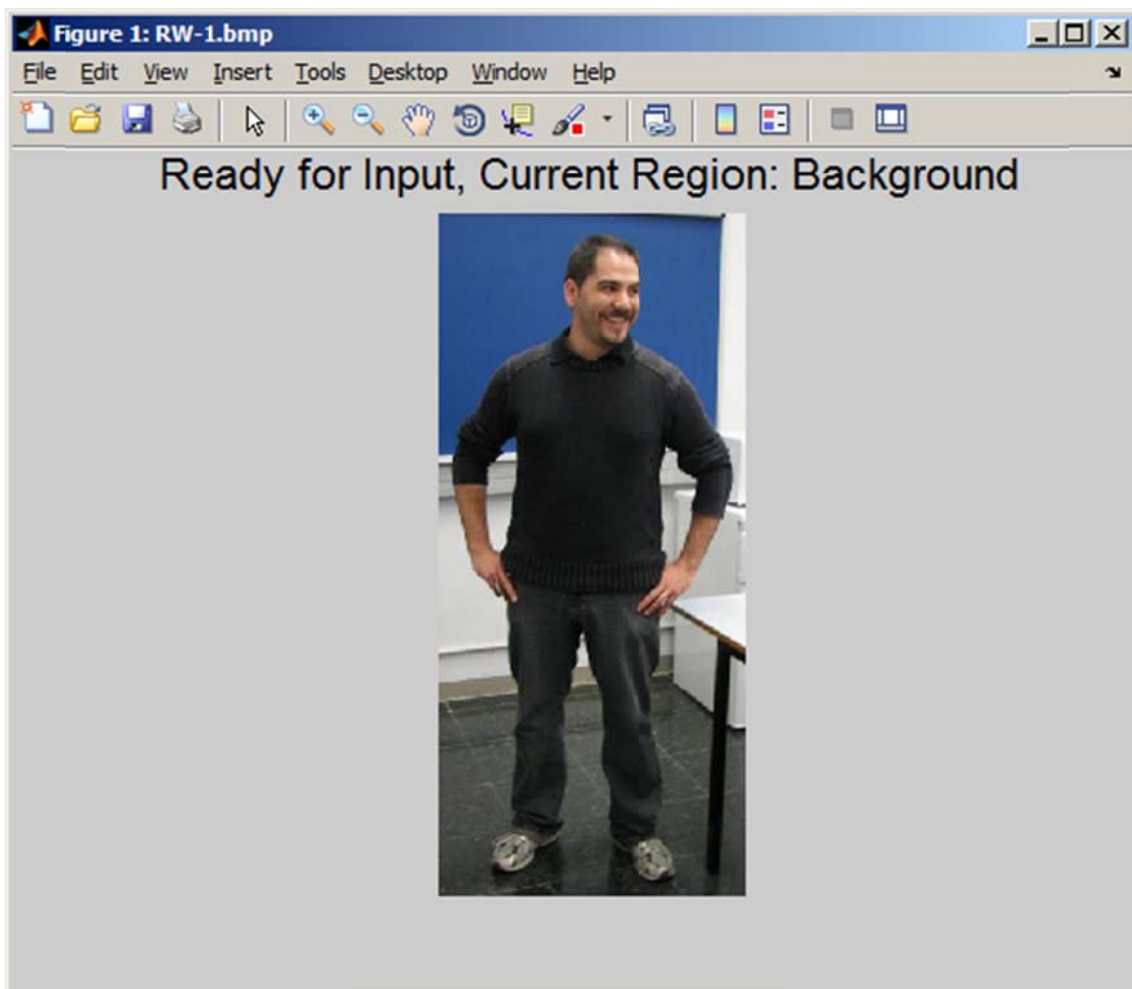 Figure 1: RW-1.bmp
File Edit View Insert Tools Desktop Window Help
Ready for Input, Current Region: Background